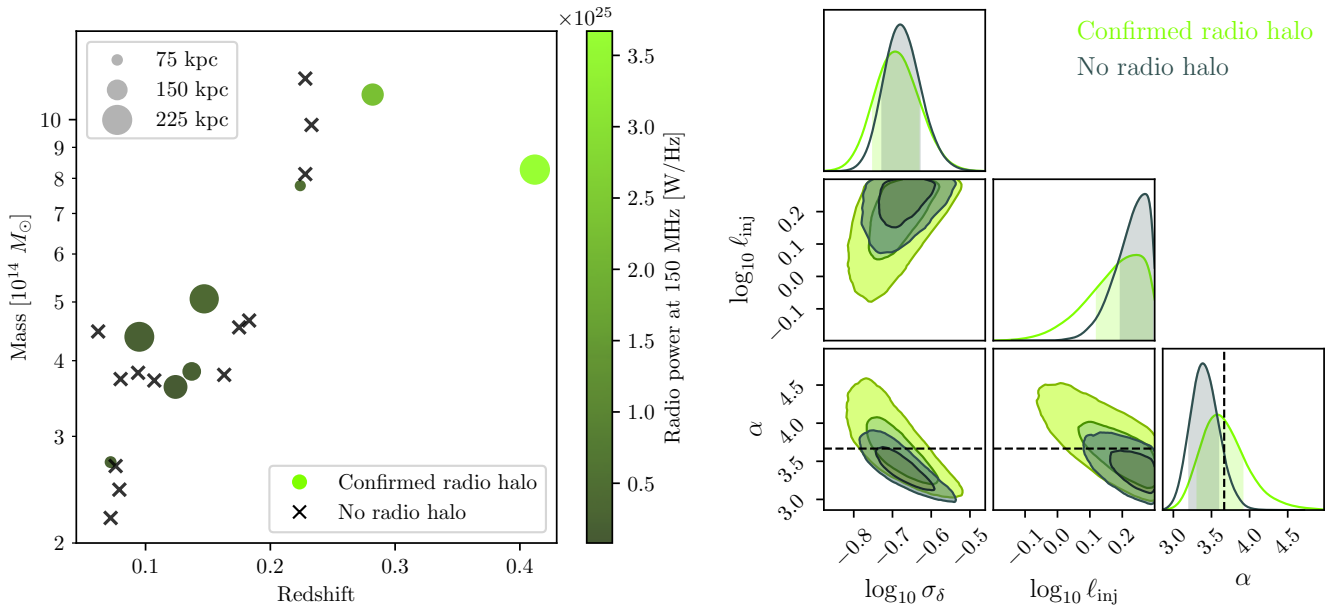 ×10²⁵
75 kpc
150 kpc
225 kpc
10
9
8
7
6
5
4
3
2
Mass [10¹⁴ M☉]
0.1
0.2
0.3
0.4
Redshift
Confirmed radio halo
No radio halo
3.5
3.0
2.5
2.0
1.5
1.0
0.5
Radio power at 150 MHz [W/Hz]
Confirmed radio halo
No radio halo
log₁₀ ℓᵢₙⱼ
0.2
0.1
0.0
−0.1
α
4.5
4.0
3.5
3.0
−0.8
−0.7
−0.6
−0.5
log₁₀ σ_δ
−0.1
0.0
0.1
0.2
log₁₀ ℓᵢₙⱼ
3.0
3.5
4.0
4.5
α